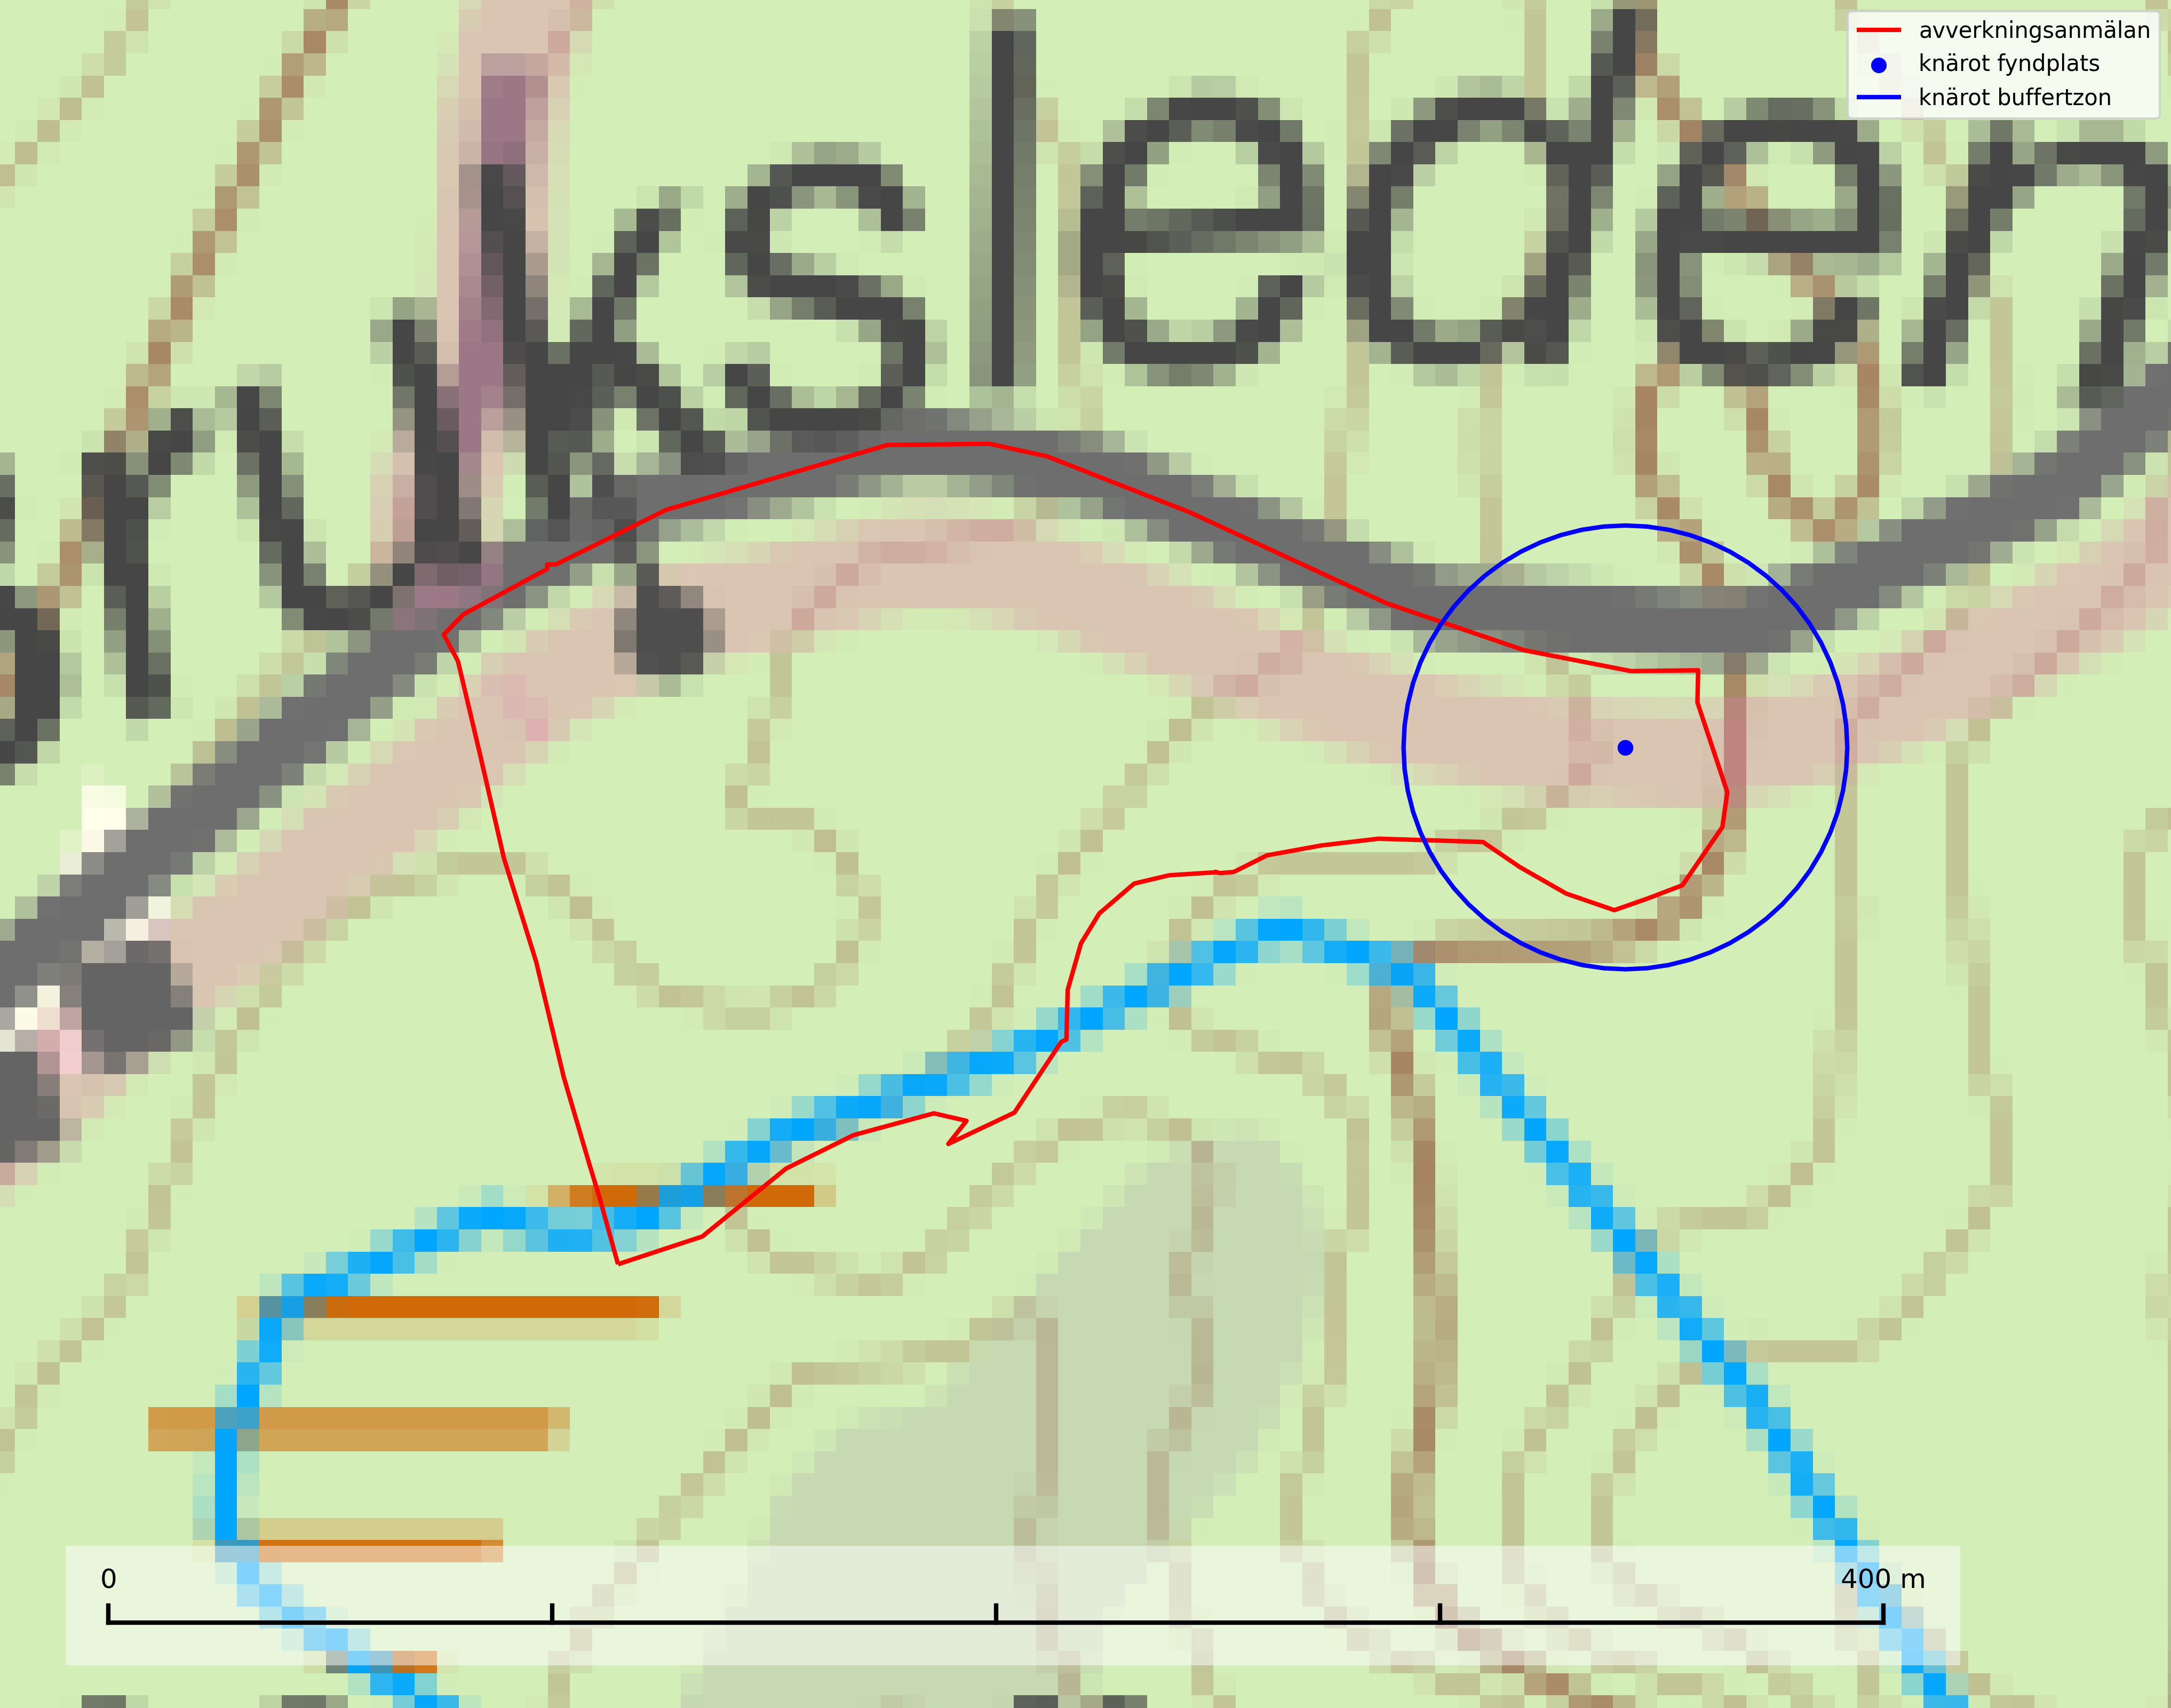 avverkningsanmälan
knärot fyndplats
knärot buffertzon
ksleden
0
400 m